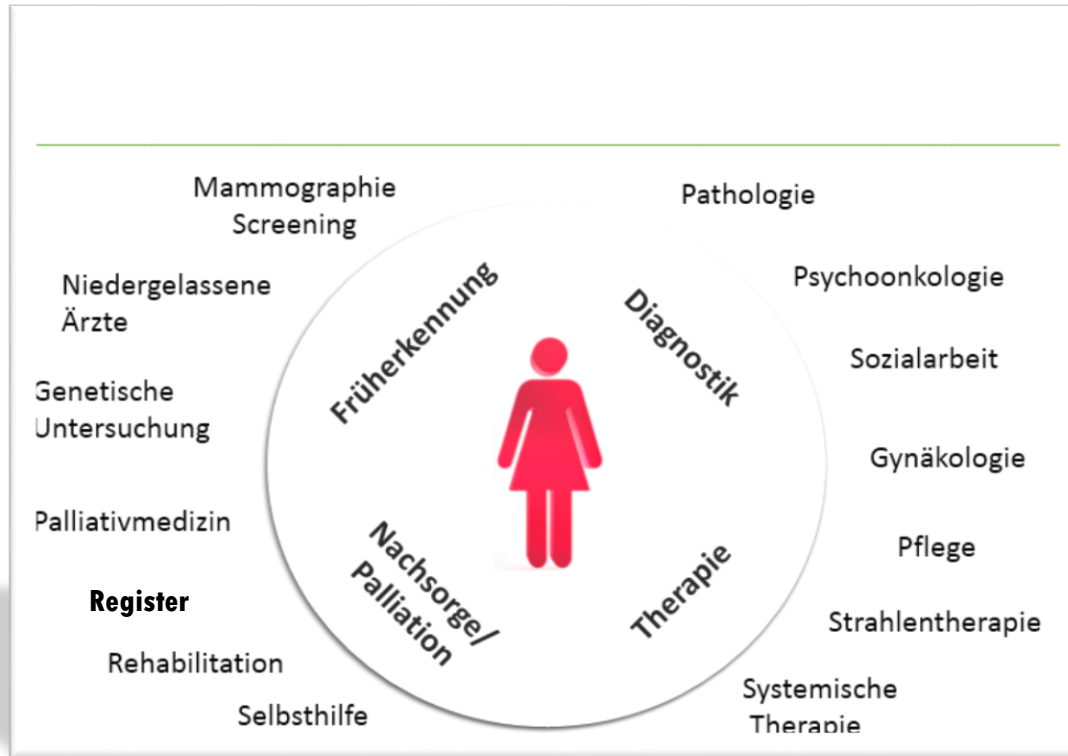 Mammographie
Screening
Pathologie
Niedergelassene
Ärzte
Psychoonkologie
Früherkennung
Diagnostik
Sozialarbeit
Genetische
Untersuchung
Gynäkologie
Palliativmedizin
Nachsorge/
Palliation
Therapie
Pflege
Register
Strahlentherapie
Rehabilitation
Selbsthilfe
Systemische
Therapie